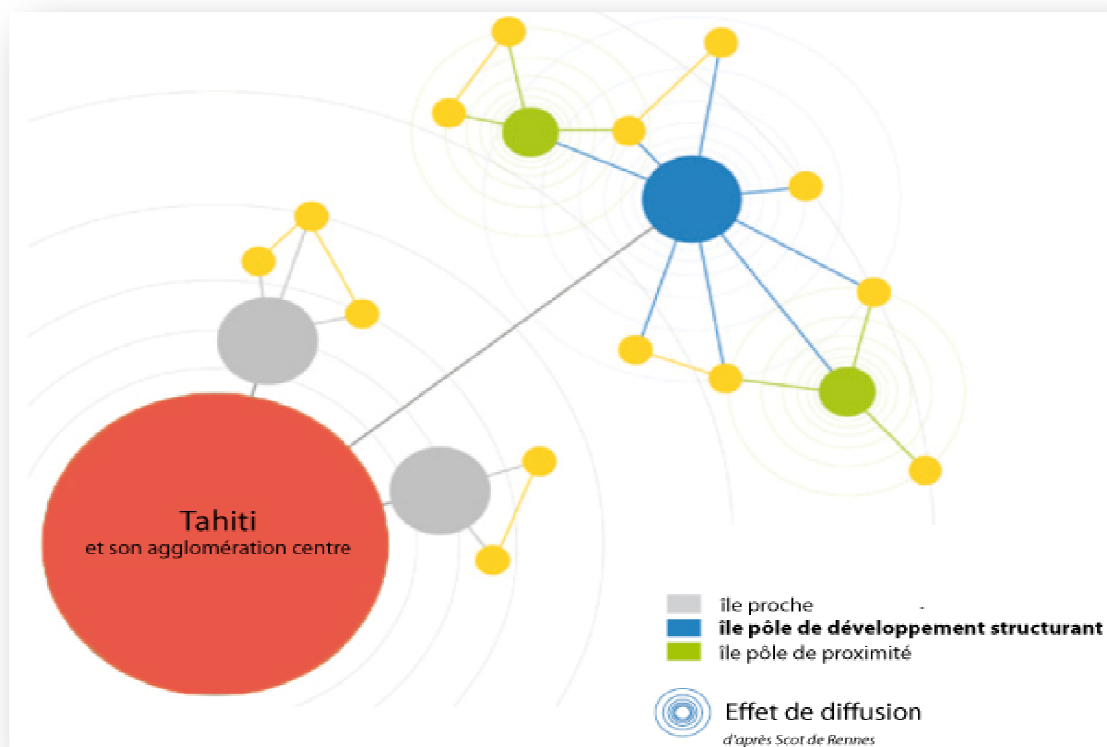 Tahiti
et son agglomération centre
île proche
île pôle de développement structurant
île pôle de proximité
Effet de diffusion
d'après Scot de Rennes